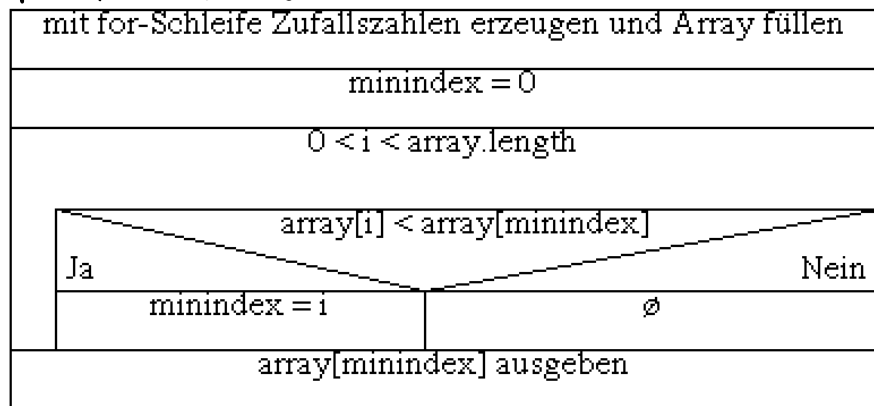 mit for-Schleife Zufallszahlen erzeugen und Array füllen
minindex = 0
0 < i < array.length
array[i] < array[minindex]
Ja
Nein
minindex = i
ø
array[minindex] ausgeben